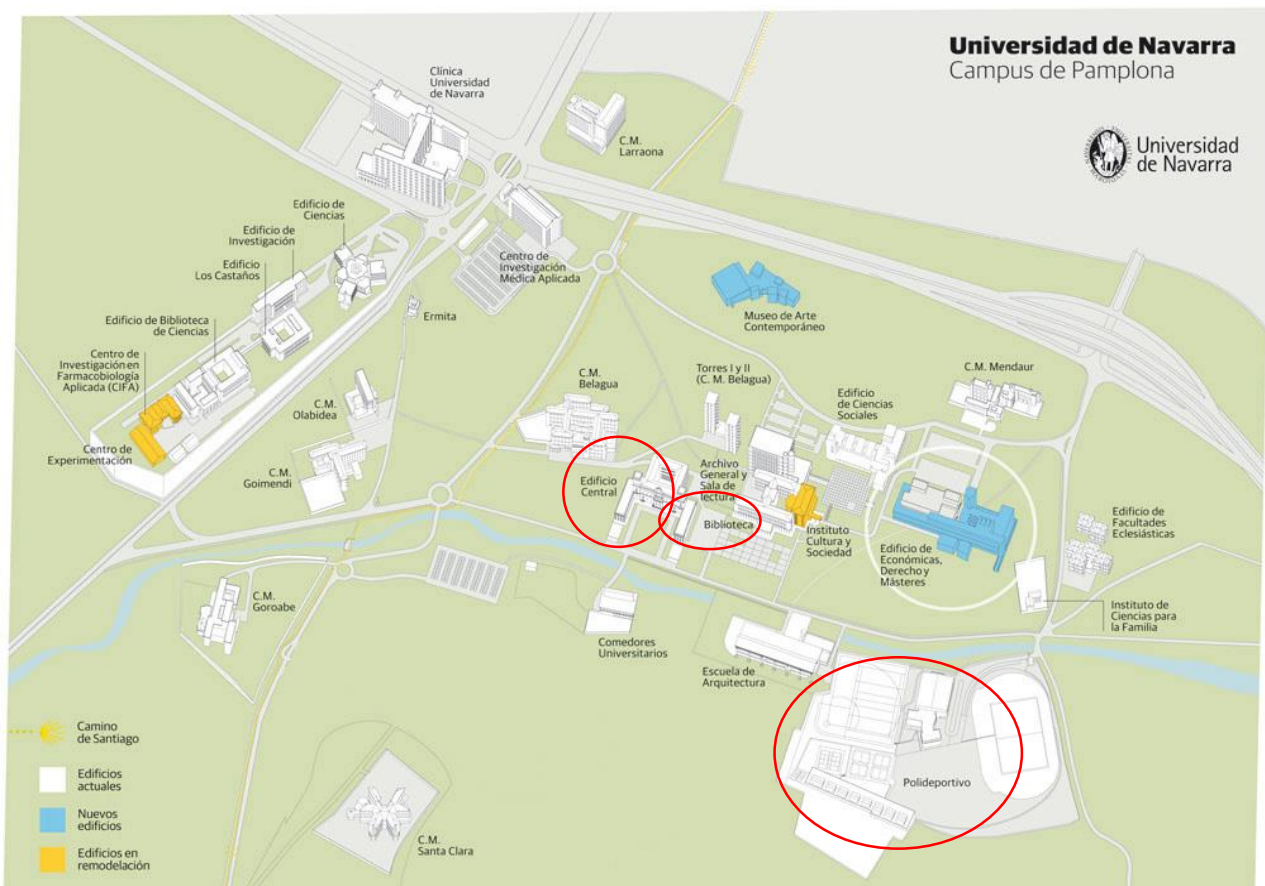 Universidad de Navarra
Campus de Pamplona
Universidad
de Navarra
Clínica
Universidad
de Navarra
C.M.
Larraona
Edificio de
Ciencias
Edificio de
Investigación
Edificio
Los Castaños
Centro de
Investigación
Médica Aplicada
Ermita
Edificio de Biblioteca
de Ciencias
Centro de
Investigación en
Farmacobiología
Aplicada (CIFA)
Centro de
Experimentación
C.M.
Olabidea
C.M.
Goimendi
C.M.
Belagua
Museo de Arte
Contemporáneo
Torres I y II
(C. M. Belagua)
Edificio
de Ciencias
Sociales
C.M. Mendaur
Edificio
Central
Archivo
General y
Sala de
lectura
Biblioteca
Instituto
Cultura y
Sociedad
Edificio de
Económicas,
Derecho y
Másteres
Edificio de
Facultades
Eclesiásticas
Instituto de
Ciencias para
la Familia
C.M.
Goroabe
Comedores
Universitarios
Escuela de
Arquitectura
Polideportivo
C.M.
Santa Clara
Camino
de Santiago
Edificios
actuales
Nuevos
edificios
Edificios en
remodelación